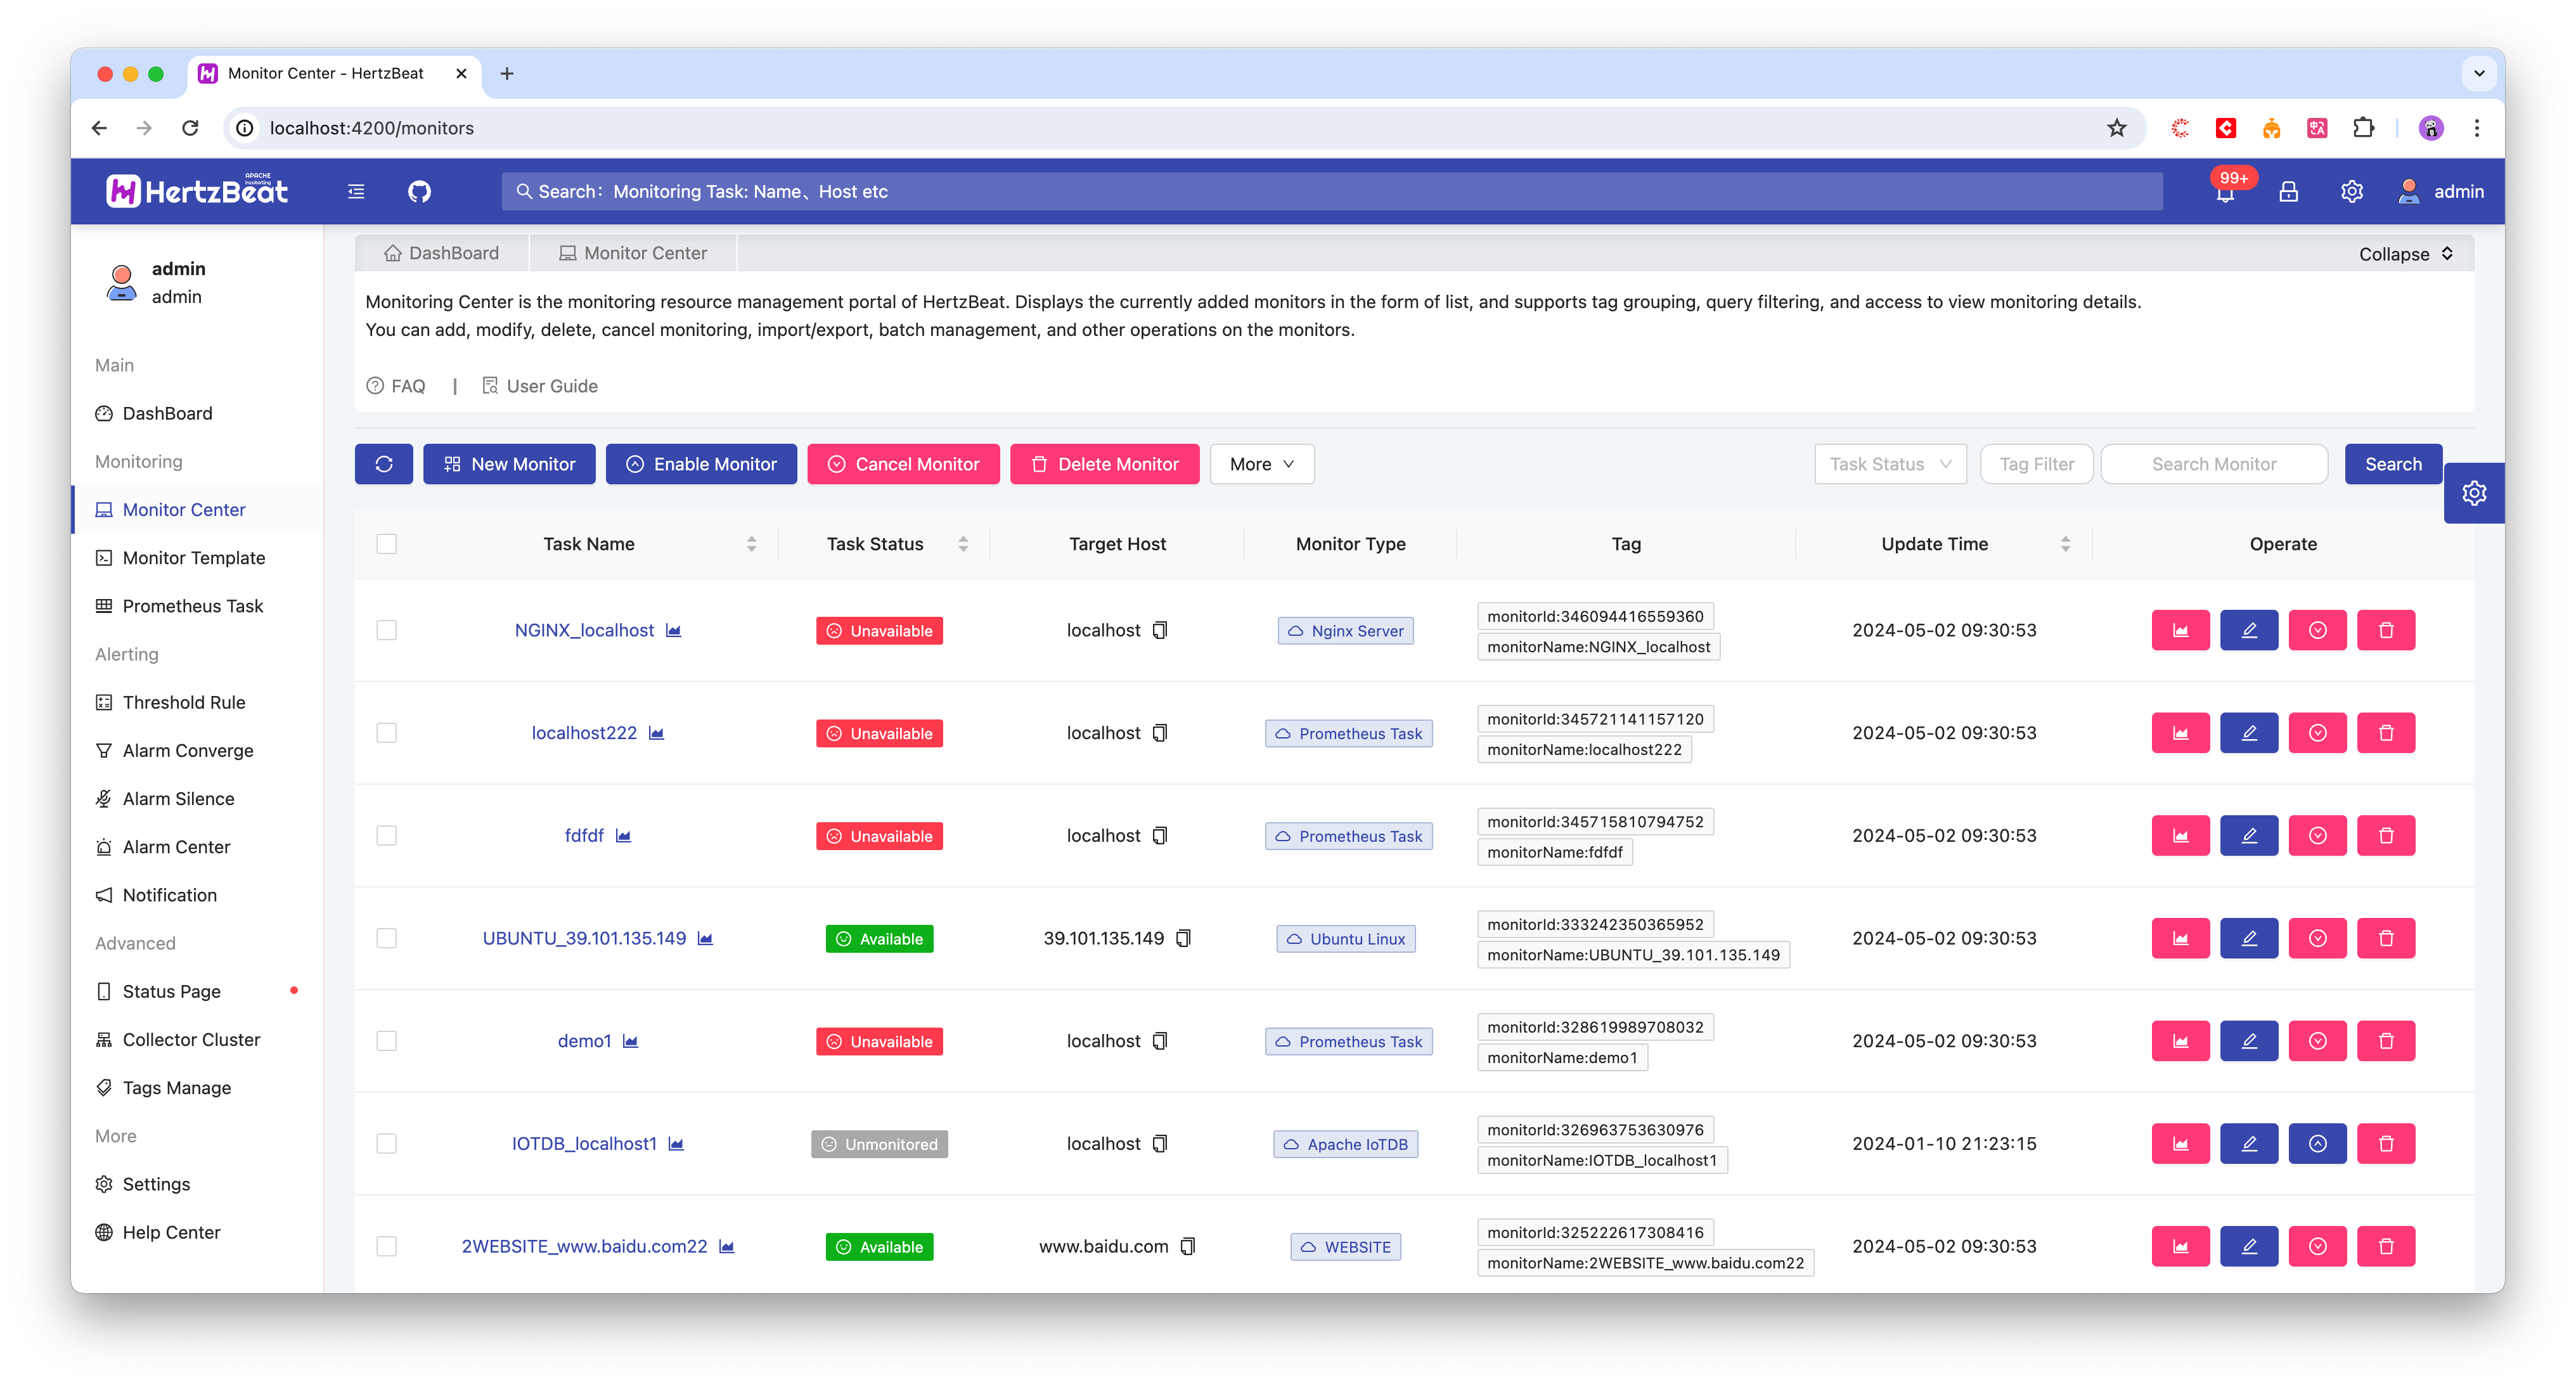 Monitor Center - HertzBeat
localhost:4200/monitors
APACHE
incubating
HertzBeat
Search: Monitoring Task: Name、Host etc
99+
admin
admin
admin
Main
DashBoard
Monitoring
Monitor Center
Monitor Template
Prometheus Task
Alerting
Threshold Rule
Alarm Converge
Alarm Silence
Alarm Center
Notification
Advanced
Status Page
Collector Cluster
Tags Manage
More
Settings
Help Center
DashBoard
Monitor Center
Collapse
Monitoring Center is the monitoring resource management portal of HertzBeat. Displays the currently added monitors in the form of list, and supports tag grouping, query filtering, and access to view monitoring details.
You can add, modify, delete, cancel monitoring, import/export, batch management, and other operations on the monitors.
FAQ | User Guide
New Monitor Enable Monitor Cancel Monitor Delete Monitor More Task Status Tag Filter Search Monitor Search
Task Name Task Status Target Host Monitor Type Tag Update Time Operate
NGINX_localhost Unavailable localhost Nginx Server monitorId:346094416559360 2024-05-02 09:30:53
monitorName:NGINX_localhost
localhost222 Unavailable localhost Prometheus Task monitorId:345721141157120 2024-05-02 09:30:53
monitorName:localhost222
fdfdf Unavailable localhost Prometheus Task monitorId:345715810794752 2024-05-02 09:30:53
monitorName:fdfdf
UBUNTU_39.101.135.149 Available 39.101.135.149 Ubuntu Linux monitorId:333242350365952 2024-05-02 09:30:53
monitorName:UBUNTU_39.101.135.149
demo1 Unavailable localhost Prometheus Task monitorId:328619989708032 2024-05-02 09:30:53
monitorName:demo1
IOTDB_localhost1 Unmonitored localhost Apache IoTDB monitorId:326963753630976 2024-01-10 21:23:15
monitorName:IOTDB_localhost1
2WEBSITE_www.baidu.com22 Available www.baidu.com WEBSITE monitorId:325222617308416 2024-05-02 09:30:53
monitorName:2WEBSITE_www.baidu.com22